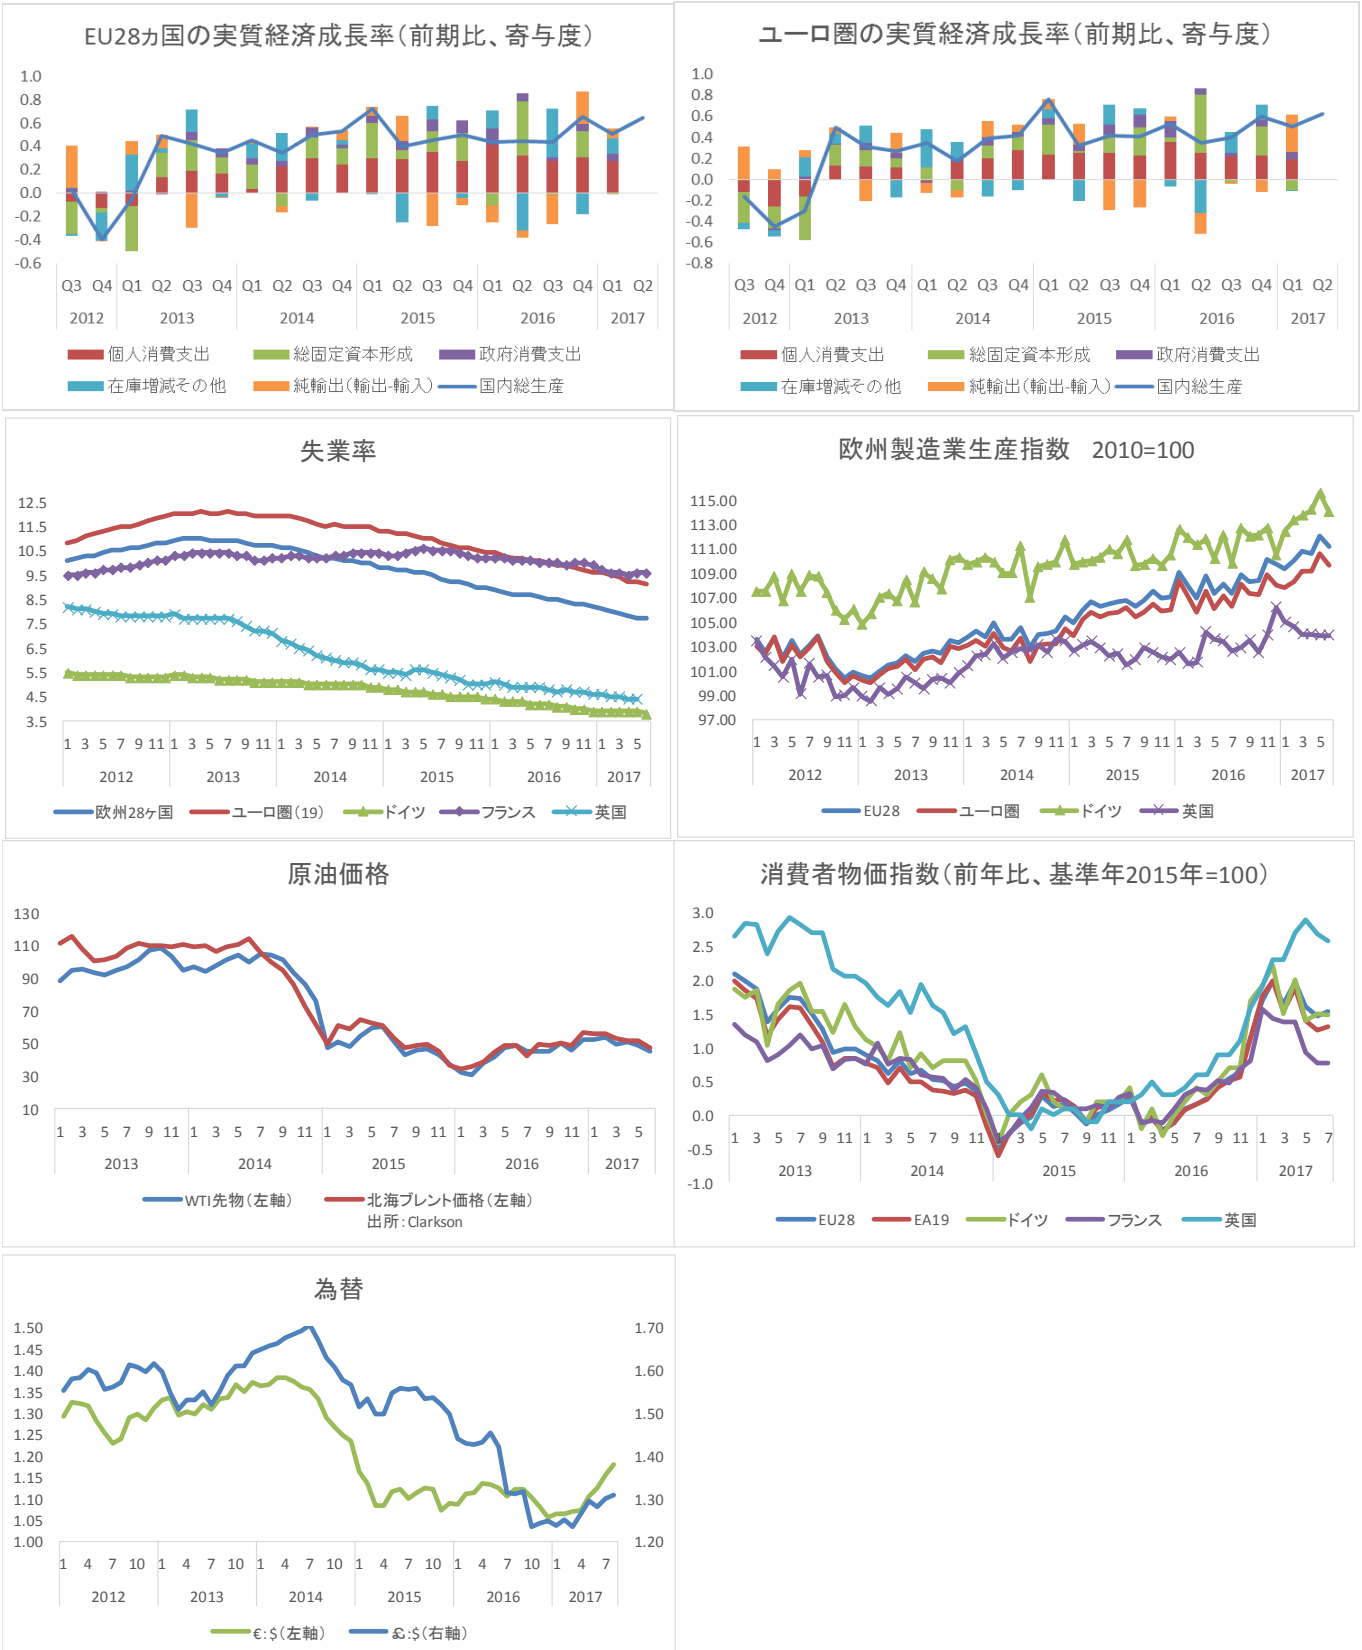 EU28ヵ国の実質経済成長率(前期比、寄与度)
1.0
0.8
0.6
0.4
0.2
0.0
-0.2
-0.4
-0.6
Q3 Q4 Q1 Q2 Q3 Q4 Q1 Q2 Q3 Q4 Q1 Q2 Q3 Q4 Q1 Q2 Q3 Q4 Q1 Q2
2012 2013 2014 2015 2016 2017
個人消費支出 総固定資本形成 政府消費支出
在庫増減その他 純輸出(輸出-輸入) 国内総生産
ユーロ圏の実質経済成長率(前期比、寄与度)
1.0
0.8
0.6
0.4
0.2
0.0
-0.2
-0.4
-0.6
-0.8
Q3 Q4 Q1 Q2 Q3 Q4 Q1 Q2 Q3 Q4 Q1 Q2 Q3 Q4 Q1 Q2 Q3 Q4 Q1 Q2
2012 2013 2014 2015 2016 2017
個人消費支出 総固定資本形成 政府消費支出
在庫増減その他 純輸出(輸出-輸入) 国内総生産
失業率
12.5
11.5
10.5
9.5
8.5
7.5
6.5
5.5
4.5
3.5
1 3 5 7 9 11 1 3 5 7 9 11 1 3 5 7 9 11 1 3 5 7 9 11 1 3 5 7 9 11 1 3 5
2012 2013 2014 2015 2016 2017
欧州28ヶ国 ユーロ圏(19) ドイツ フランス 英国
欧州製造業生産指数 2010=100
115.00
113.00
111.00
109.00
107.00
105.00
103.00
101.00
99.00
97.00
1 3 5 7 9 11 1 3 5 7 9 11 1 3 5 7 9 11 1 3 5 7 9 11 1 3 5 7 9 11 1 3 5
2012 2013 2014 2015 2016 2017
EU28 ユーロ圏 ドイツ 英国
原油価格
130
110
90
70
50
30
10
1 3 5 7 9 11 1 3 5 7 9 11 1 3 5 7 9 11 1 3 5 7 9 11 1 3 5
2013 2014 2015 2016 2017
WTI先物(左軸) 北海ブレント価格(左軸)
出所:Clarkson
消費者物価指数(前年比、基準年2015年=100)
3.0
2.5
2.0
1.5
1.0
0.5
0.0
-0.5
-1.0
1 3 5 7 9 11 1 3 5 7 9 11 1 3 5 7 9 11 1 3 5 7 9 11 1 3 5 7
2013 2014 2015 2016 2017
EU28 EA19 ドイツ フランス 英国
為替
1.50 1.70
1.45
1.40 1.60
1.35
1.30 1.50
1.25
1.20 1.40
1.15
1.10 1.30
1.05
1.00 1.20
1 4 7 10 1 4 7 10 1 4 7 10 1 4 7 10 1 4 7 10 1 4 7
2012 2013 2014 2015 2016 2017
€:$(左軸) £:$(右軸)